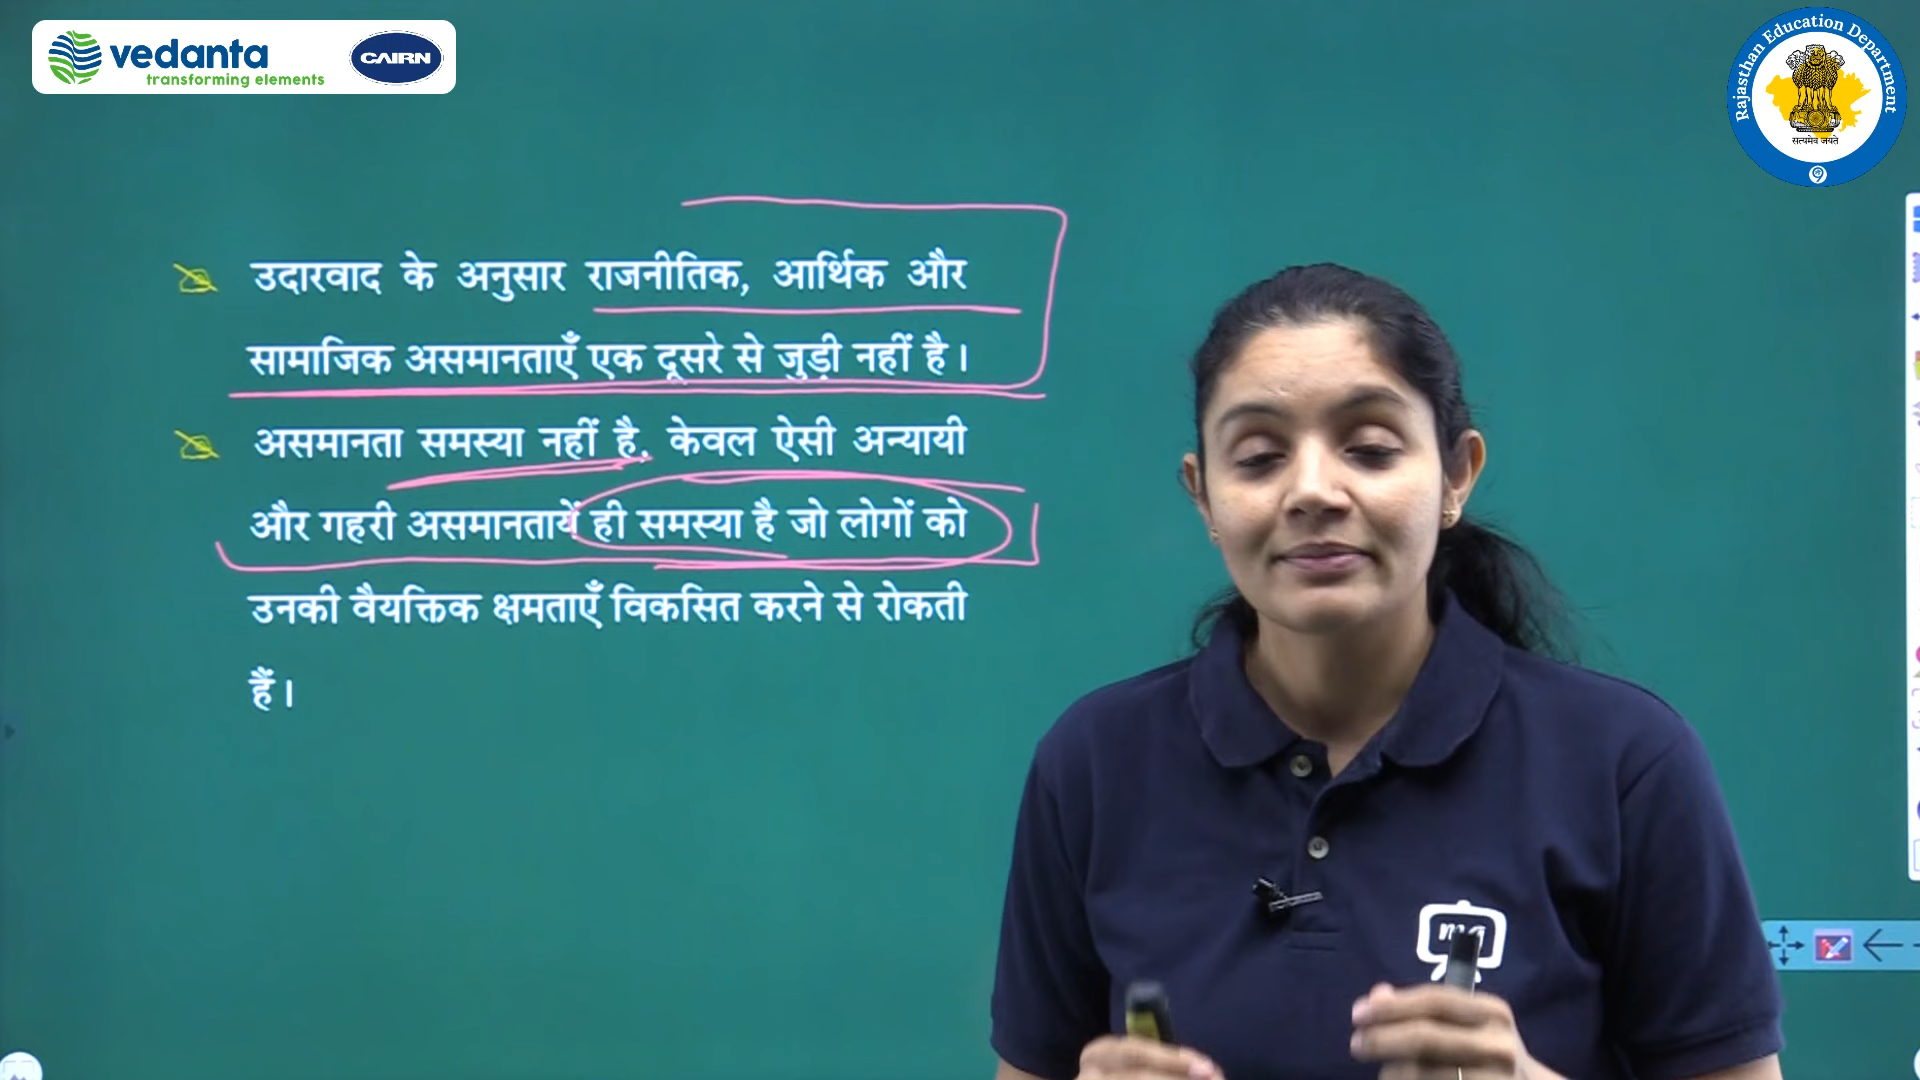 vedanta
transforming elements
CAIRN
Rajasthan Education Department
सत्यमेव जयते
उदारवाद के अनुसार राजनीतिक, आर्थिक और
सामाजिक असमानताएँ एक दूसरे से जुड़ी नहीं है।
असमानता समस्या नहीं है. केवल ऐसी अन्यायी
और गहरी असमानतायें ही समस्या है जो लोगों को
उनकी वैयक्तिक क्षमताएँ विकसित करने से रोकती
हैं।